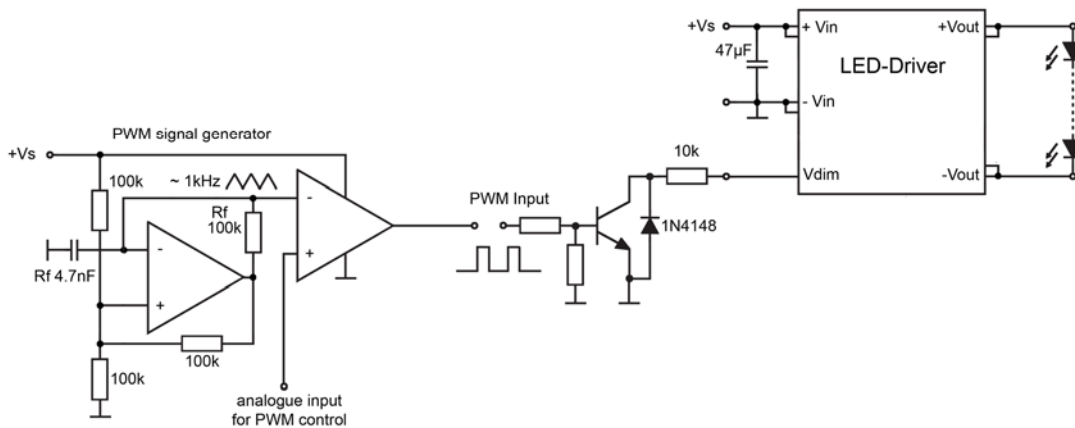 +Vs
47µF
+ Vin
- Vin
LED-Driver
+Vout
-Vout
Vdim
10k
PWM signal generator
+Vs
100k
~ 1kHz
Rf
100k
-
+
Rf 4.7nF
-
+
100k
100k
analogue input
for PWM control
PWM Input
1N4148